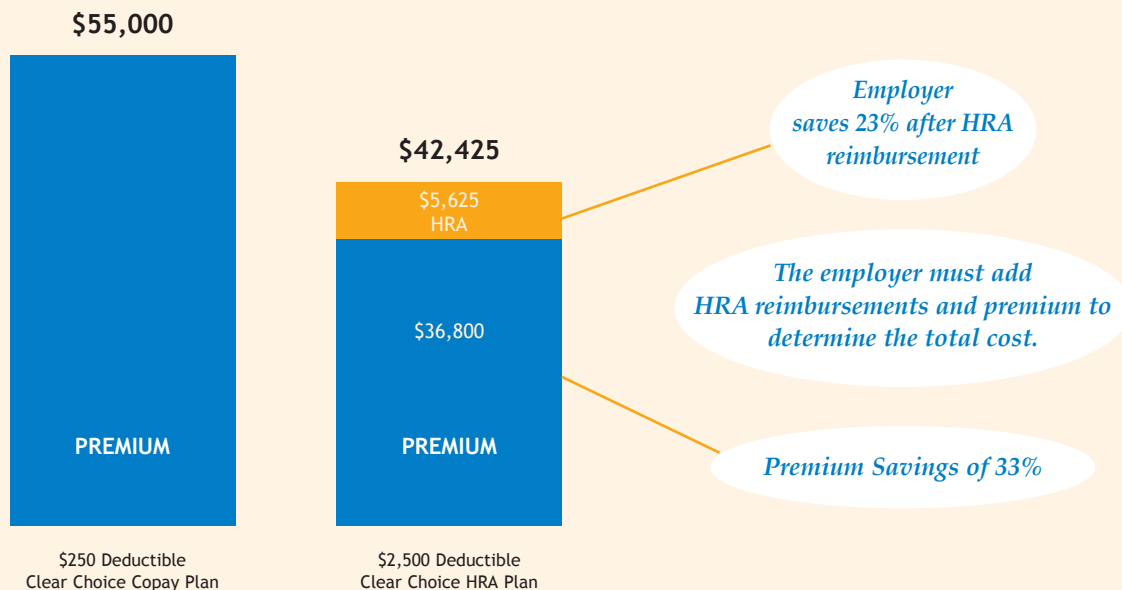 $55,000
PREMIUM
$250 Deductible
Clear Choice Copay Plan
$42,425
$5,625
HRA
$36,800
PREMIUM
$2,500 Deductible
Clear Choice HRA Plan
Employer
saves 23% after HRA
reimbursement
The employer must add
HRA reimbursements and premium to
determine the total cost.
Premium Savings of 33%